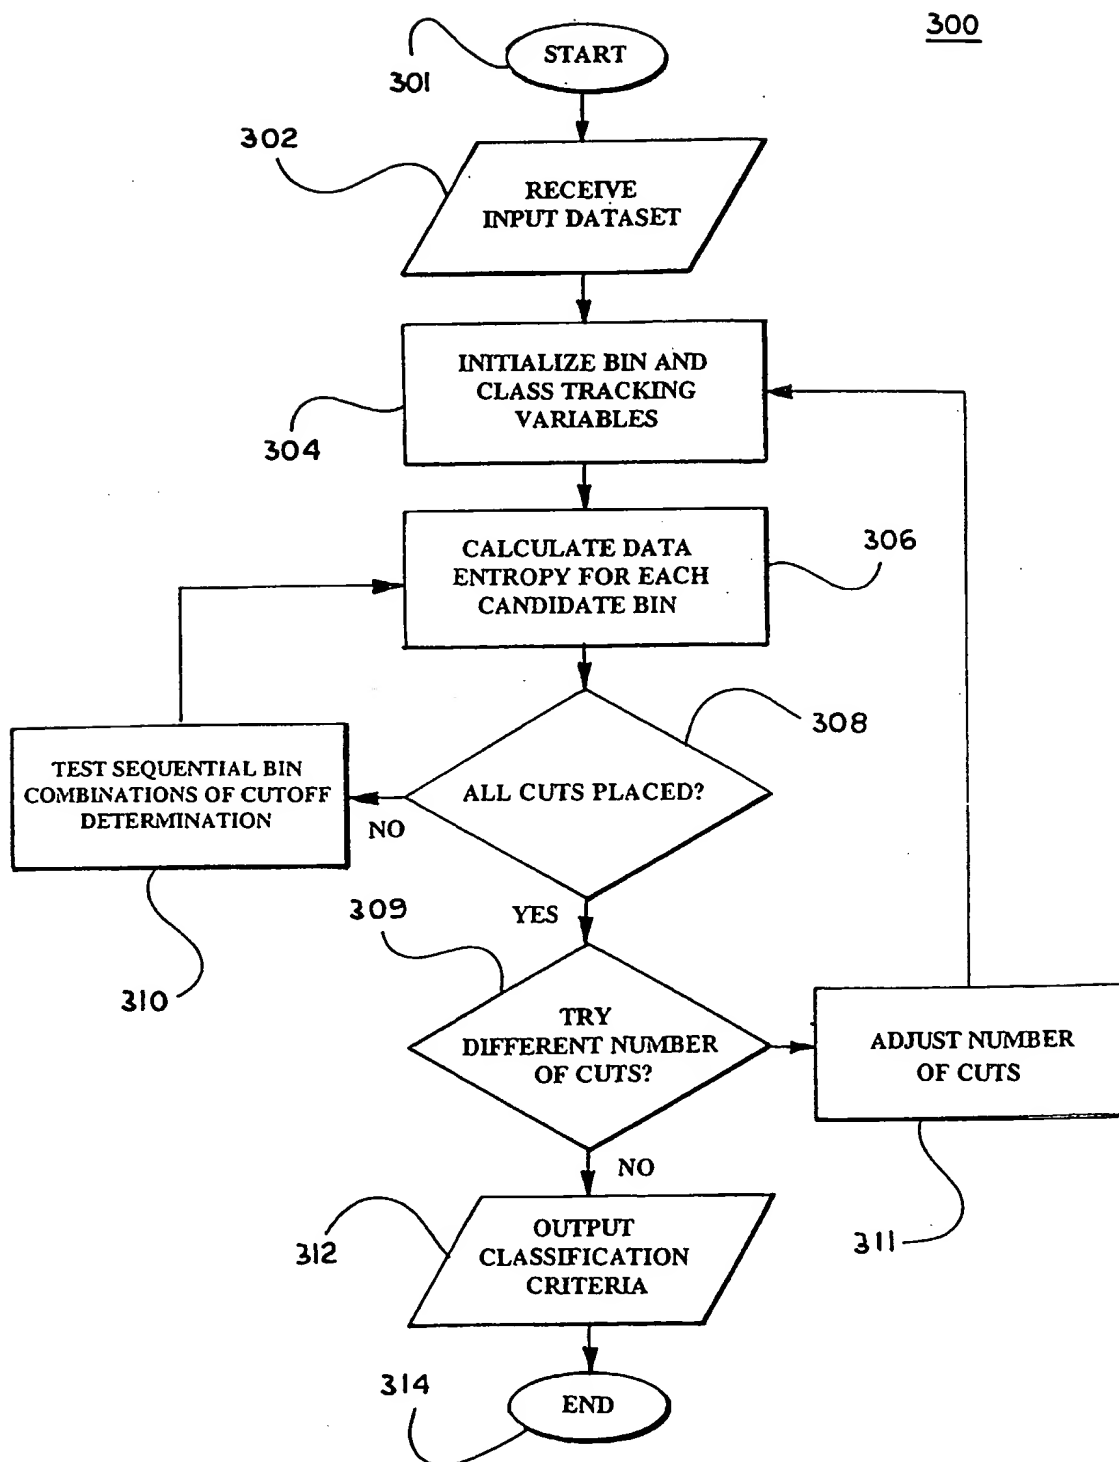 300
START
301
302
RECEIVE
INPUT DATASET
INITIALIZE BIN AND
CLASS TRACKING
VARIABLES
304
CALCULATE DATA
ENTROPY FOR EACH
CANDIDATE BIN
306
308
TEST SEQUENTIAL BIN
COMBINATIONS OF CUTOFF
DETERMINATION
ALL CUTS PLACED?
NO
309
YES
310
TRY
DIFFERENT NUMBER
OF CUTS?
ADJUST NUMBER
OF CUTS
NO
311
312
OUTPUT
CLASSIFICATION
CRITERIA
314
END